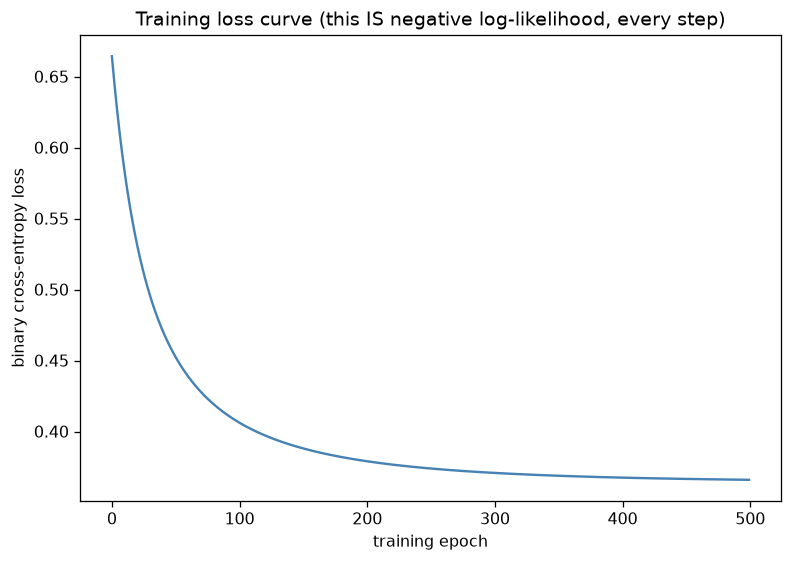 Training loss curve (this IS negative log-likelihood, every step)
binary cross-entropy loss
0.65
0.60
0.55
0.50
0.45
0.40
0 100 200 300 400 500
training epoch